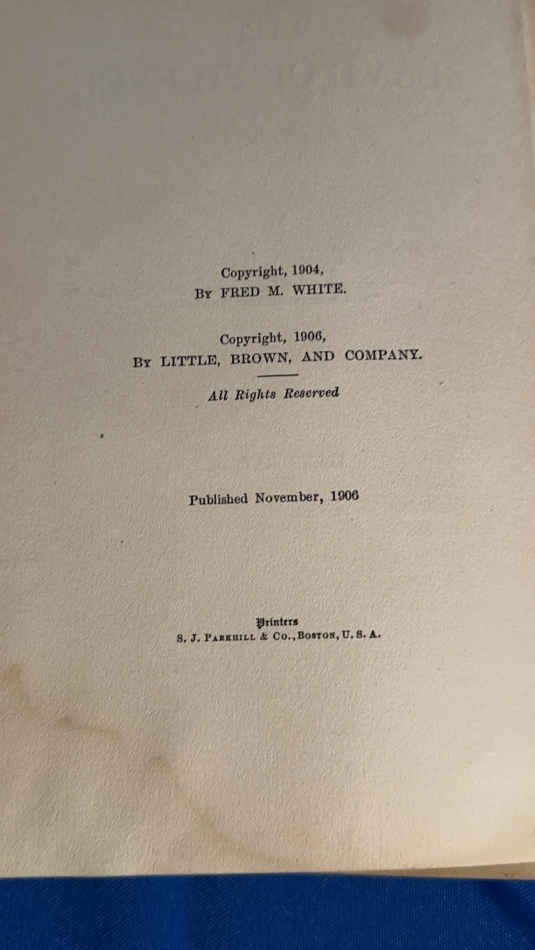 Copyright, 1904,
By FRED M. WHITE.
Copyright, 1906,
By LITTLE, BROWN, AND COMPANY.
All Rights Reserved
Published November, 1906
Printers
S. J. Parkhill & Co., Boston, U. S. A.